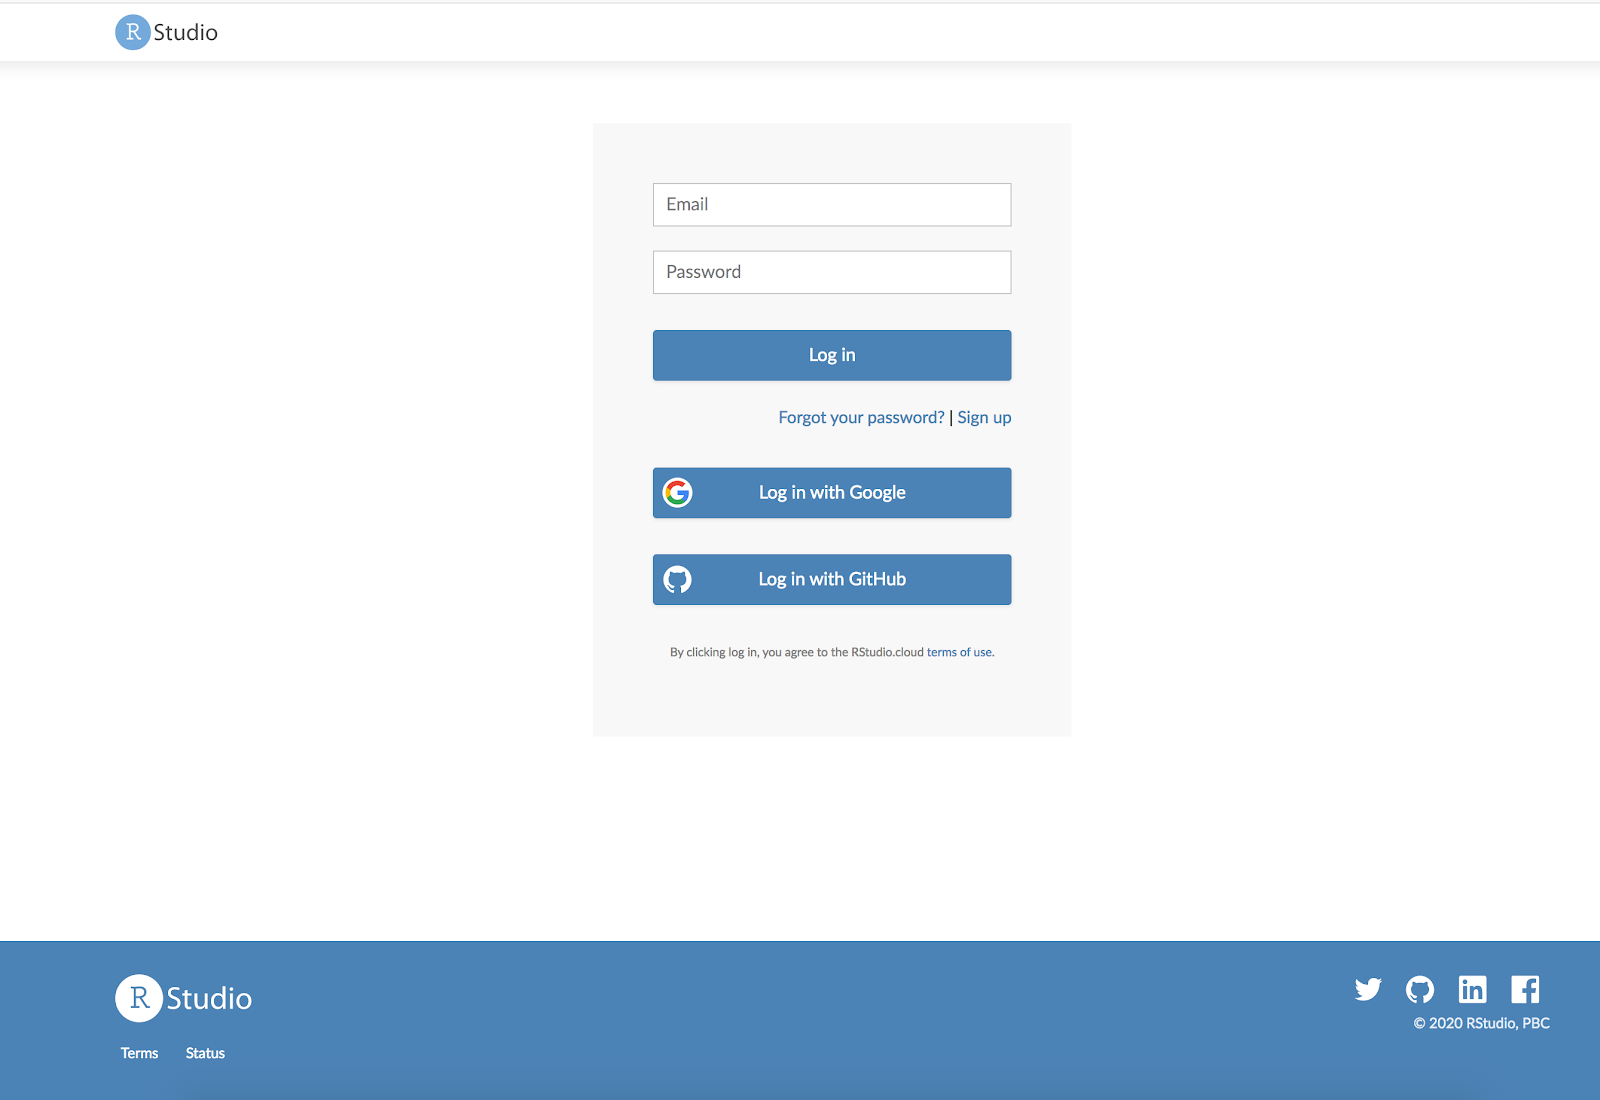 R Studio
Email
Password
Log in
Forgot your password? | Sign up
Log in with Google
Log in with GitHub
By clicking log in, you agree to the RStudio.cloud terms of use.
R Studio
© 2020 RStudio, PBC
Terms Status